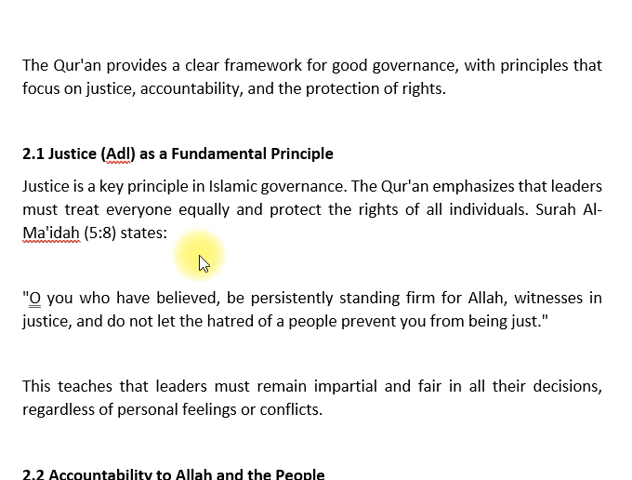 The Qur'an provides a clear framework for good governance, with principles that
focus on justice, accountability, and the protection of rights.
2.1 Justice (Adl) as a Fundamental Principle
Justice is a key principle in Islamic governance. The Qur'an emphasizes that leaders
must treat everyone equally and protect the rights of all individuals. Surah Al-
Ma'idah (5:8) states:
"O you who have believed, be persistently standing firm for Allah, witnesses in
justice, and do not let the hatred of a people prevent you from being just."
This teaches that leaders must remain impartial and fair in all their decisions,
regardless of personal feelings or conflicts.
2.2 Accountability to Allah and the People